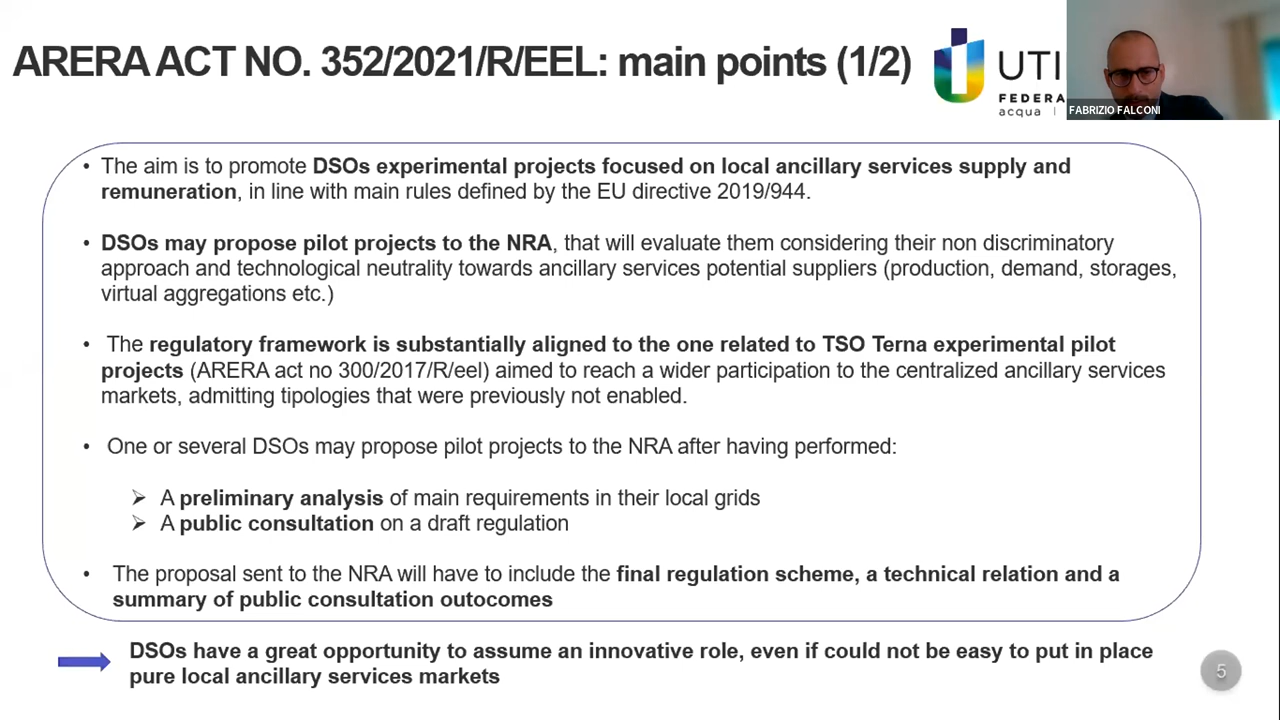 ARERA ACT NO. 352/2021/R/EEL: main points (1/2)
UTI
FEDERA
acqua |
FABRIZIO FALCONI
• The aim is to promote DSOs experimental projects focused on local ancillary services supply and
remuneration, in line with main rules defined by the EU directive 2019/944.
• DSOs may propose pilot projects to the NRA, that will evaluate them considering their non discriminatory
approach and technological neutrality towards ancillary services potential suppliers (production, demand, storages,
virtual aggregations etc.)
• The regulatory framework is substantially aligned to the one related to TSO Terna experimental pilot
projects (ARERA act no 300/2017/R/eel) aimed to reach a wider participation to the centralized ancillary services
markets, admitting tipologies that were previously not enabled.
• One or several DSOs may propose pilot projects to the NRA after having performed:
➢ A preliminary analysis of main requirements in their local grids
➢ A public consultation on a draft regulation
• The proposal sent to the NRA will have to include the final regulation scheme, a technical relation and a
summary of public consultation outocomes
DSOs have a great opportunity to assume an innovative role, even if could not be easy to put in place
pure local ancillary services markets
5